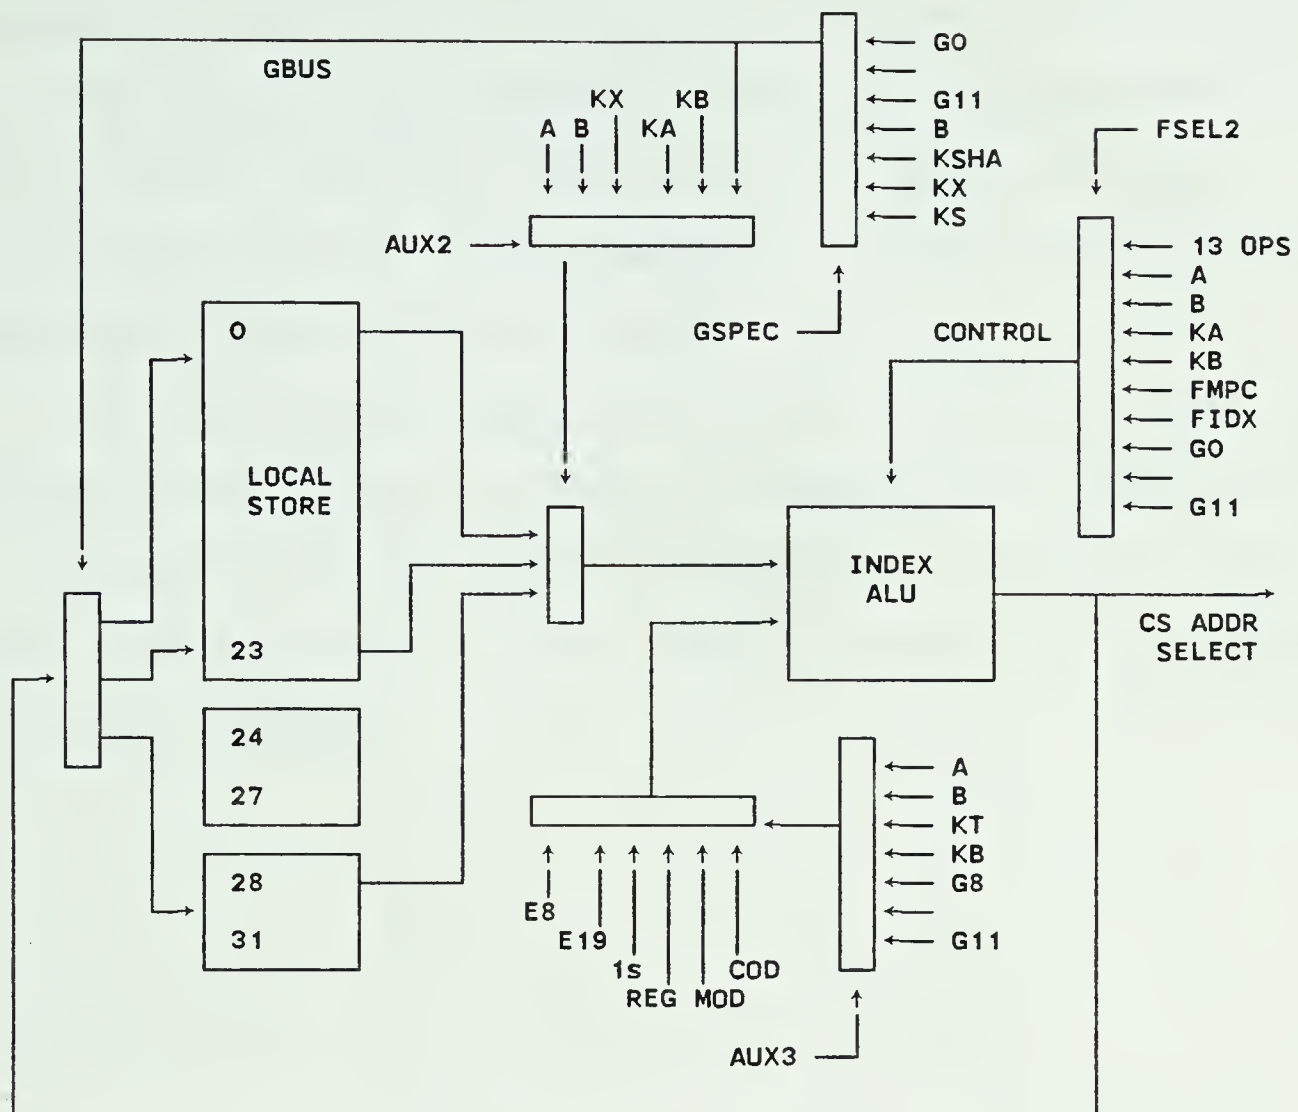 GO
GBUS
KX KB
G11
A B KA
B
FSEL2
KSHA
KX
KS
AUX2
13 OPS
A
B
GSPEC
CONTROL
KA
KB
FMPC
FIDX
GO
G11
0
LOCAL
STORE
23
INDEX
ALU
CS ADDR
SELECT
24
27
28
31
A
B
KT
KB
G8
G11
E8
E19
1s COD
REG MOD
AUX3